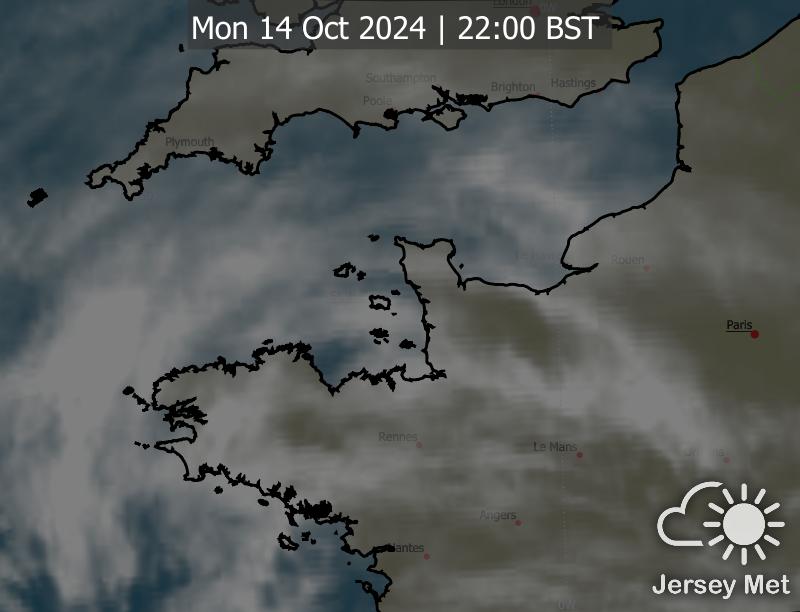 London
Mon 14 Oct 2024 | 22:00 BST
Southampton
Brighton
Hastings
Poole
Plymouth
Rouen
Paris
Rennes
Le Mans
Angers
Nantes
Jersey Met